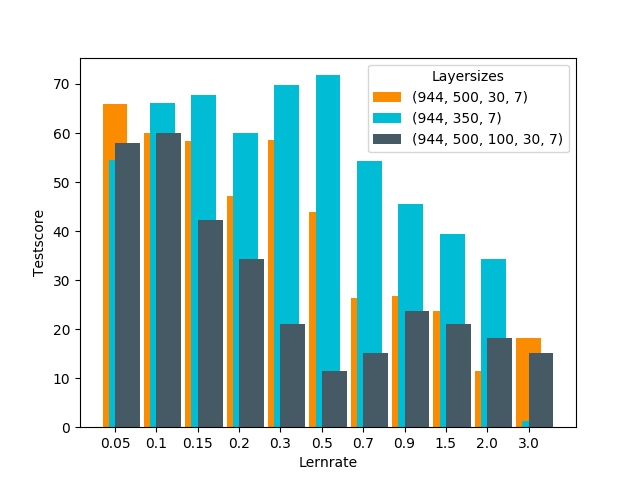 Layersizes
(944, 500, 30, 7)
(944, 350, 7)
(944, 500, 100, 30, 7)
Testscore
70
60
50
40
30
20
10
0
0.05 0.1 0.15 0.2 0.3 0.5 0.7 0.9 1.5 2.0 3.0
Lernrate